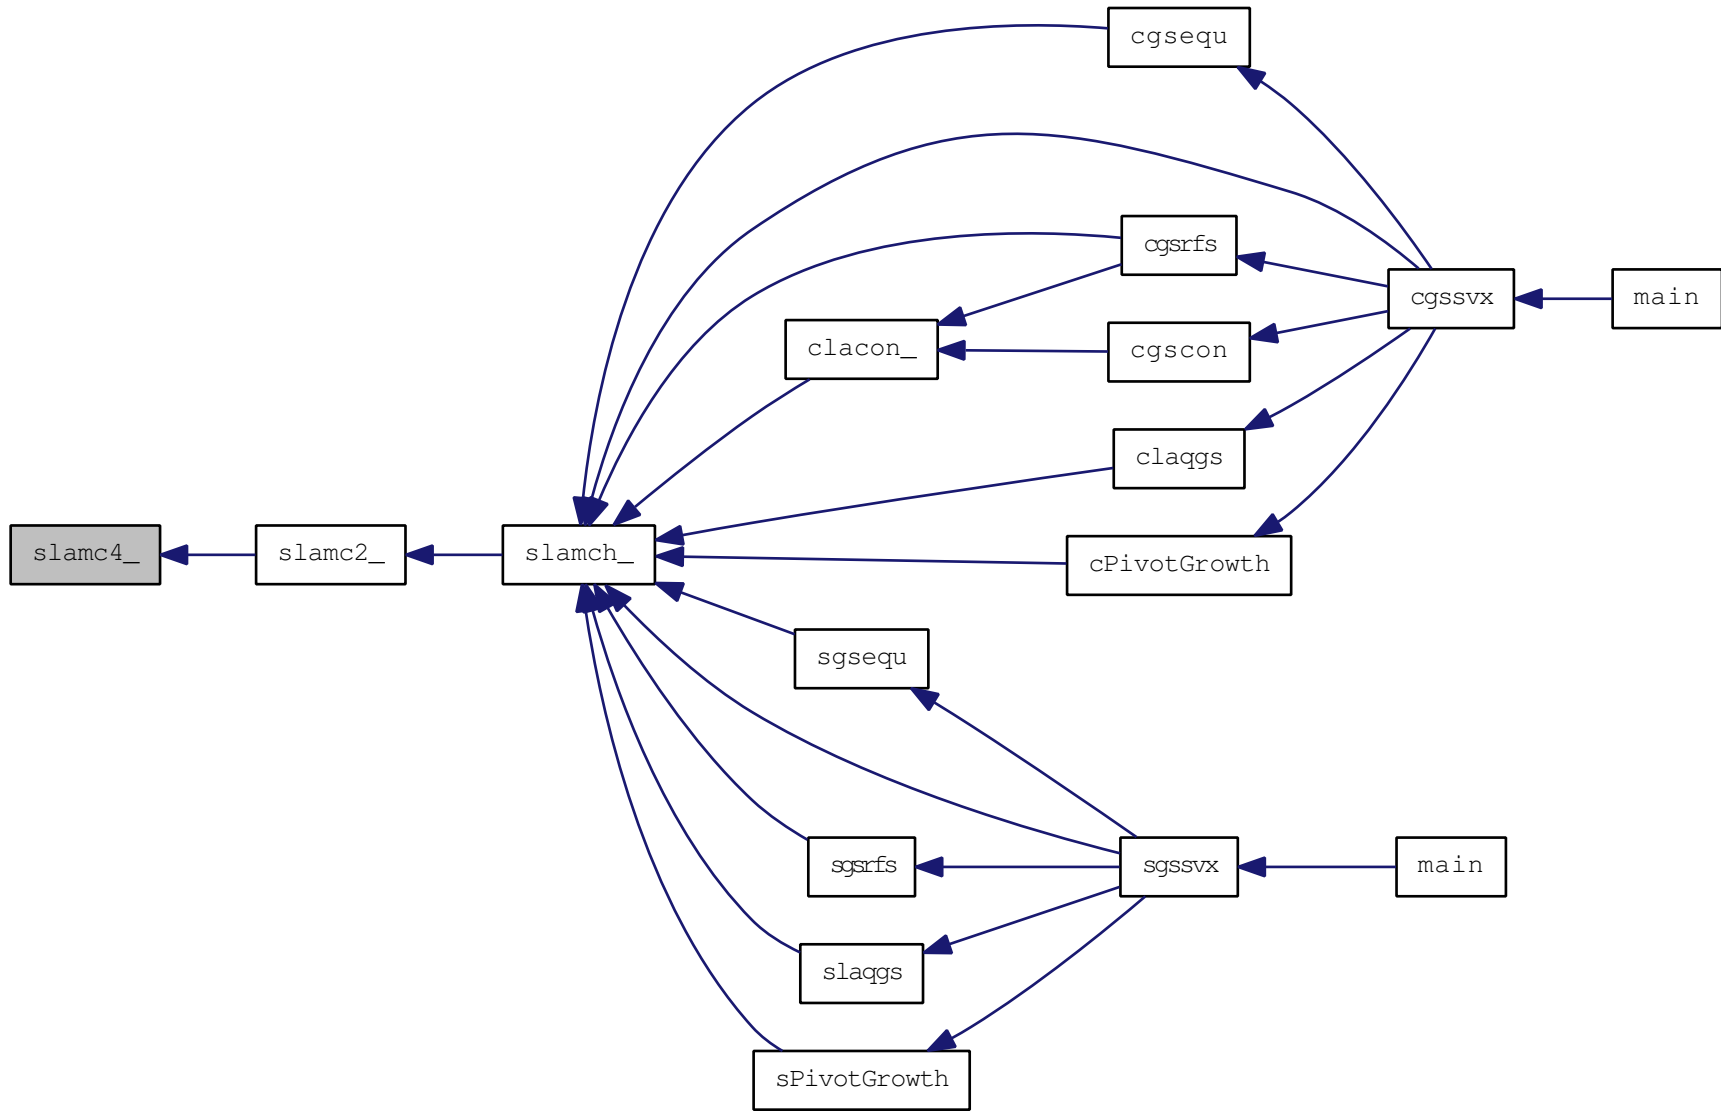 cgsequ
cgsrfs
cgssvx
main
clacon_
cgscon
claqgs
slamc4_
slamc2_
slamch_
cPivotGrowth
sgsequ
sgsrfs
sgssvx
main
slaqgs
sPivotGrowth